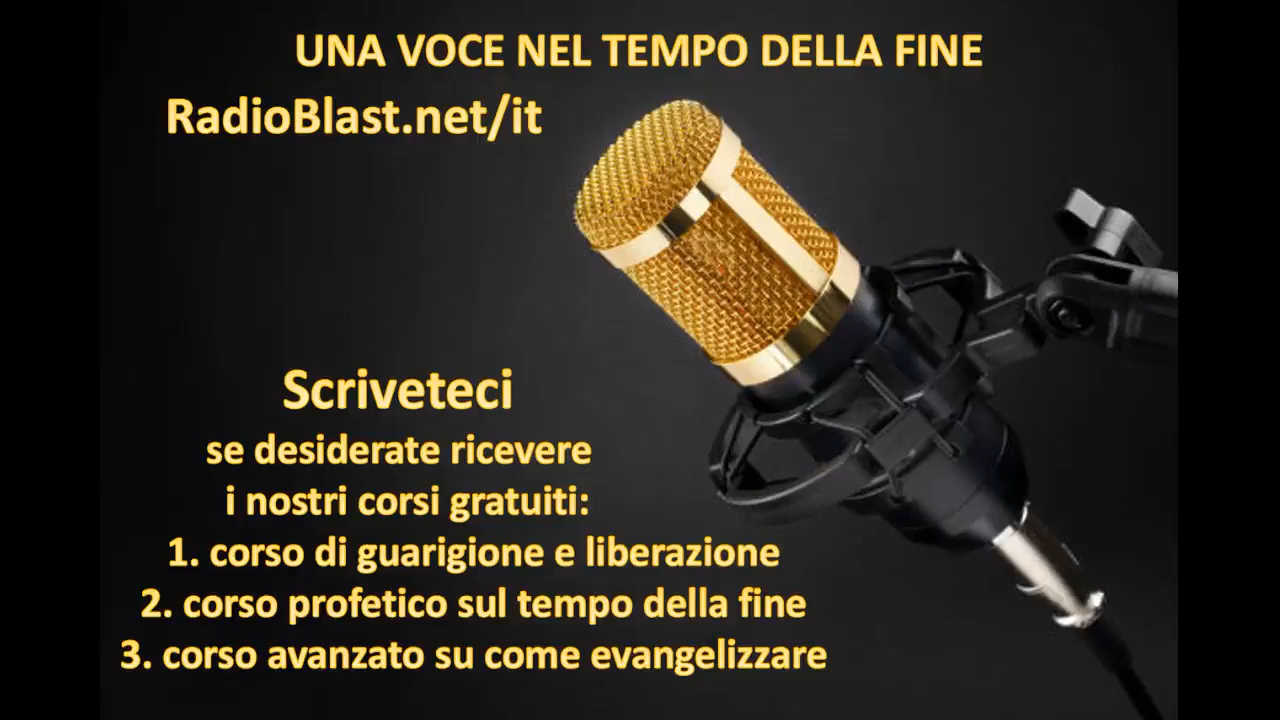 UNA VOCE NEL TEMPO DELLA FINE
RadioBlast.net/it
Scriveteci
se desiderate ricevere
i nostri corsi gratuiti:
1. corso di guarigione e liberazione
2. corso profetico sul tempo della fine
3. corso avanzato su come evangelizzare